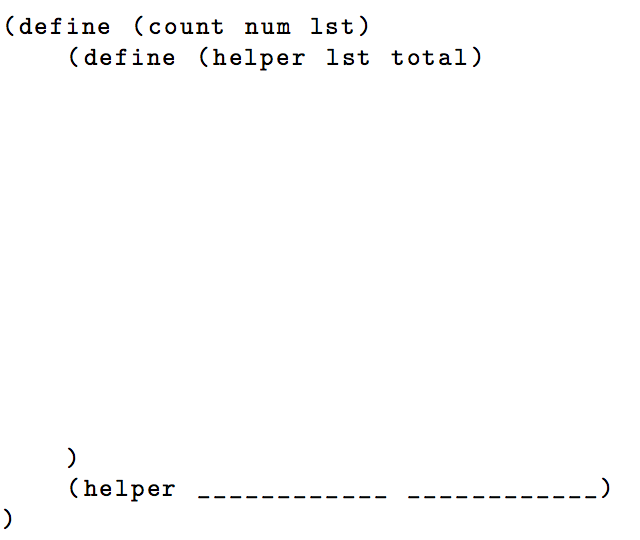 (define (count num lst)
(define (helper lst total)
)
(helper ____________ ____________)
)